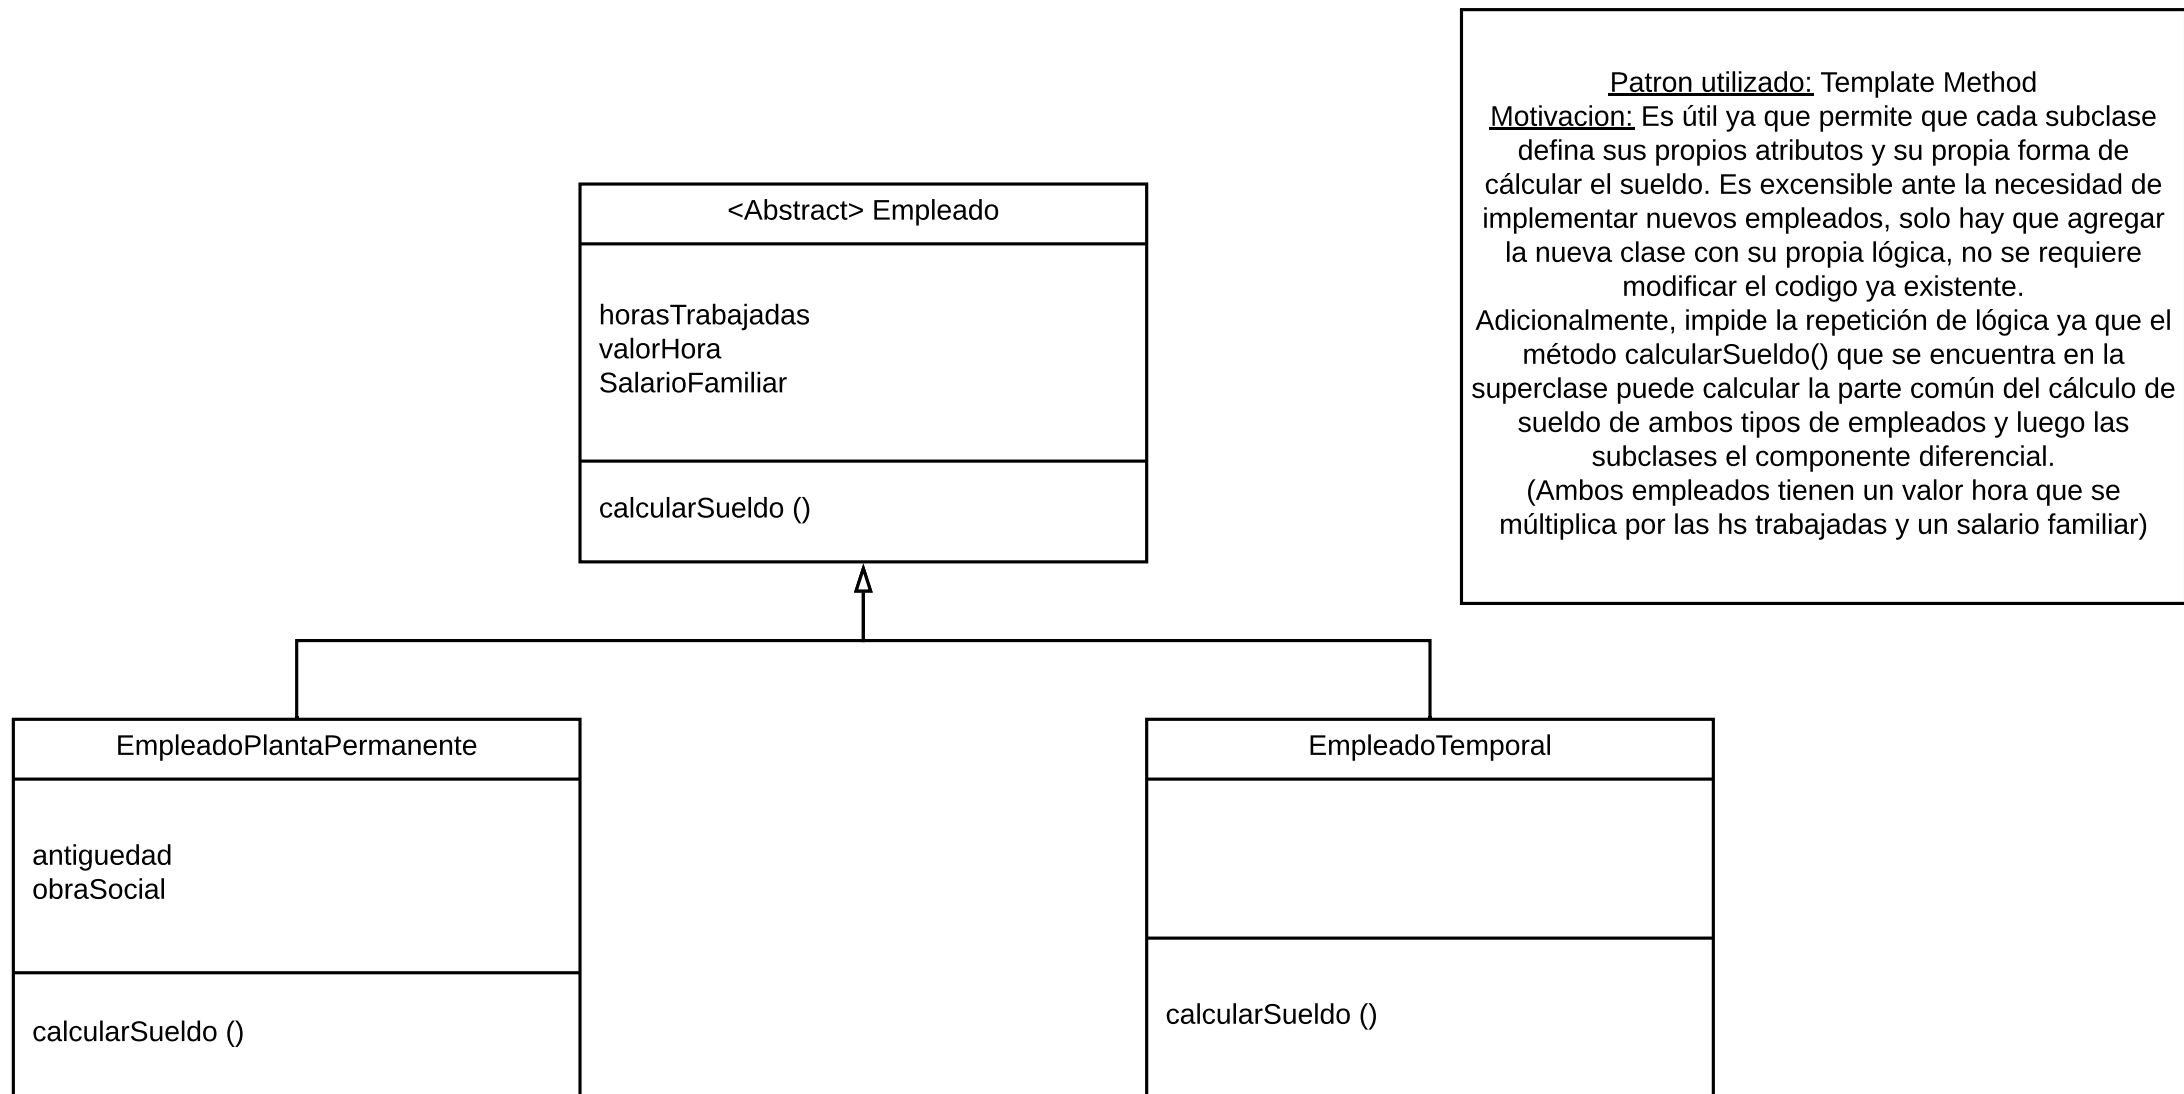 Patron utilizado: Template Method
Motivacion: Es útil ya que permite que cada subclase
defina sus propios atributos y su propia forma de
cálcular el sueldo. Es excensible ante la necesidad de
implementar nuevos empleados, solo hay que agregar
la nueva clase con su propia lógica, no se requiere
modificar el codigo ya existente.
Adicionalmente, impide la repetición de lógica ya que el
método calcularSueldo() que se encuentra en la
superclase puede calcular la parte común del cálculo de
sueldo de ambos tipos de empleados y luego las
subclases el componente diferencial.
(Ambos empleados tienen un valor hora que se
múltiplica por las hs trabajadas y un salario familiar)
<Abstract> Empleado
horasTrabajadas
valorHora
SalarioFamiliar
calcularSueldo ()
EmpleadoPlantaPermanente
antiguedad
obraSocial
calcularSueldo ()
EmpleadoTemporal
calcularSueldo ()